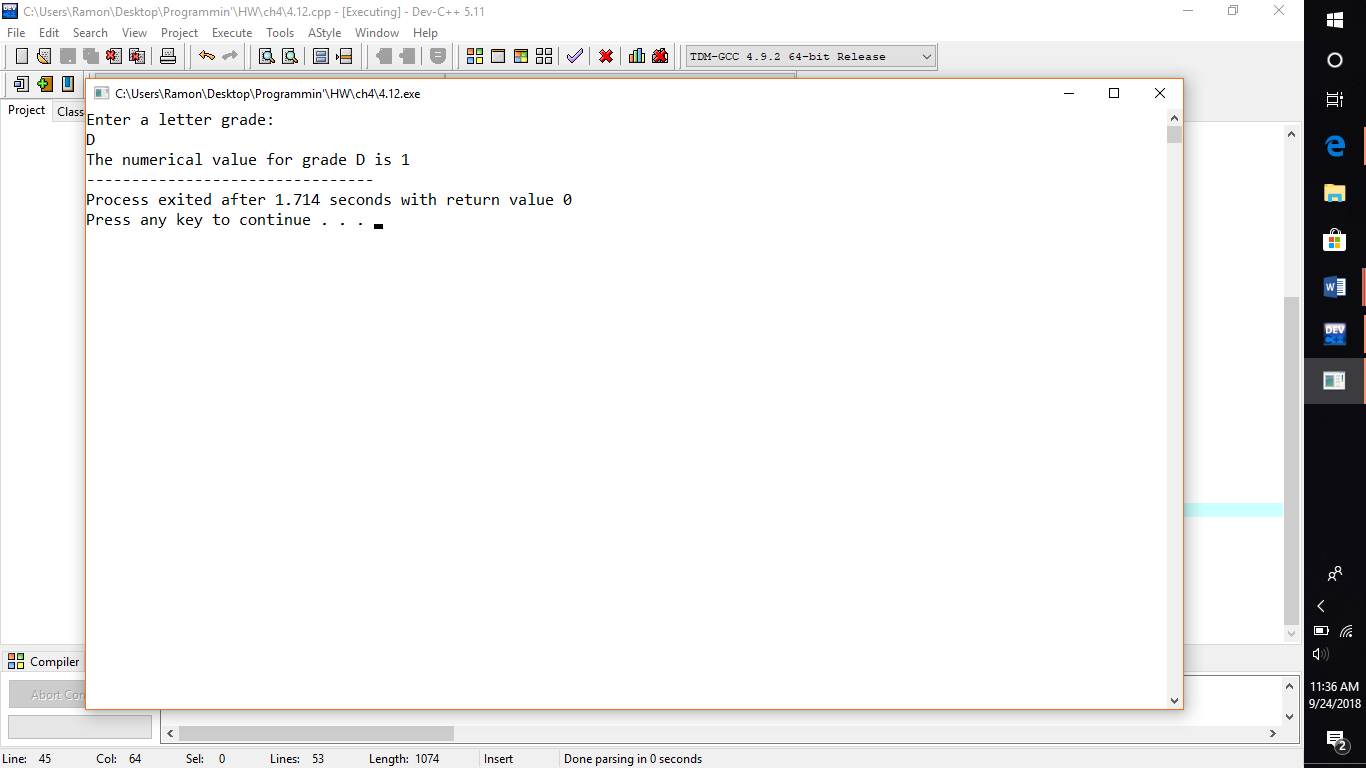 C:\Users\Ramon\Desktop\Programmin'\HW\ch4\4.12.cpp - [Executing] - Dev-C++ 5.11
File Edit Search View Project Execute Tools AStyle Window Help
TDM-GCC 4.9.2 64-bit Release
Project Class
C:\Users\Ramon\Desktop\Programmin'\HW\ch4\4.12.exe
Enter a letter grade:
D
The numerical value for grade D is 1
--------------------------------
Process exited after 1.714 seconds with return value 0
Press any key to continue . . .
Compiler
Abort Con
Line: 45 Col: 64 Sel: 0 Lines: 53 Length: 1074 Insert Done parsing in 0 seconds
DEV
11:36 AM
9/24/2018
2